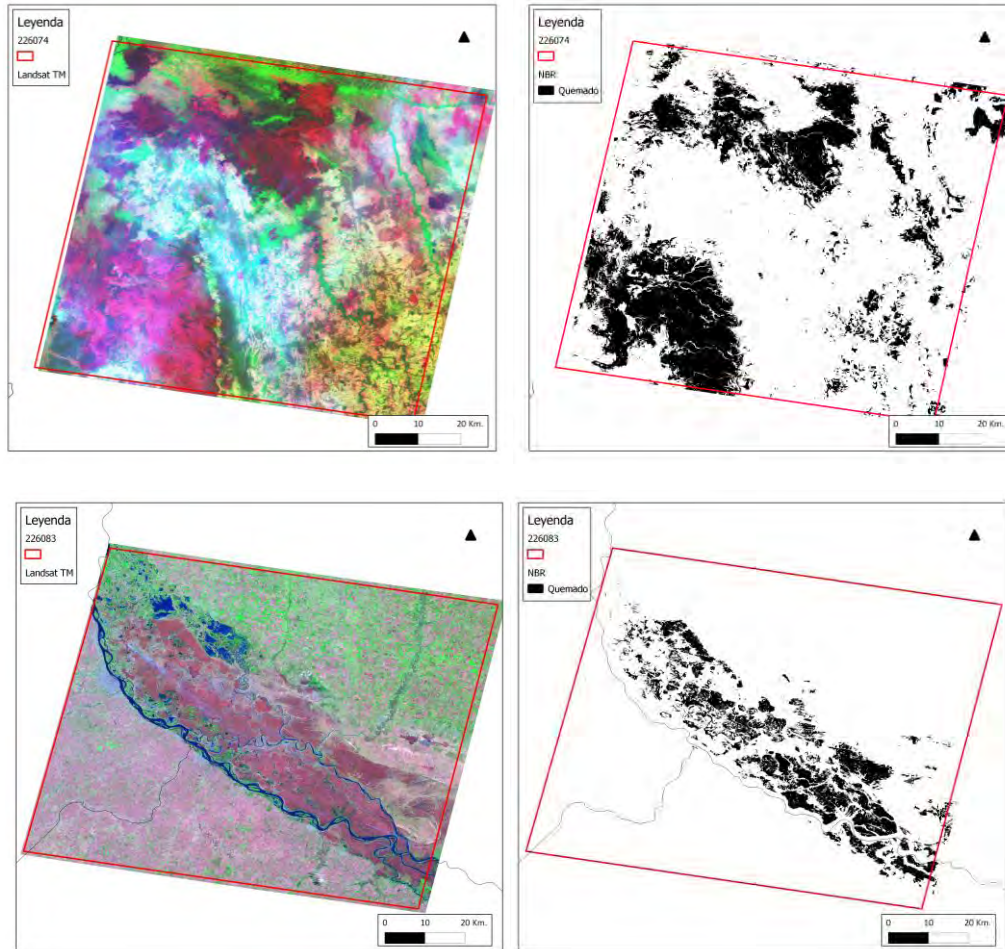 Leyenda
226074
Landsat TM
0 10 20 Km.
Leyenda
226074
NBR
Quemado
0 10 20 Km.
Leyenda
226083
Landsat TM
0 10 20 Km.
Leyenda
226083
NBR
Quemado
0 10 20 Km.